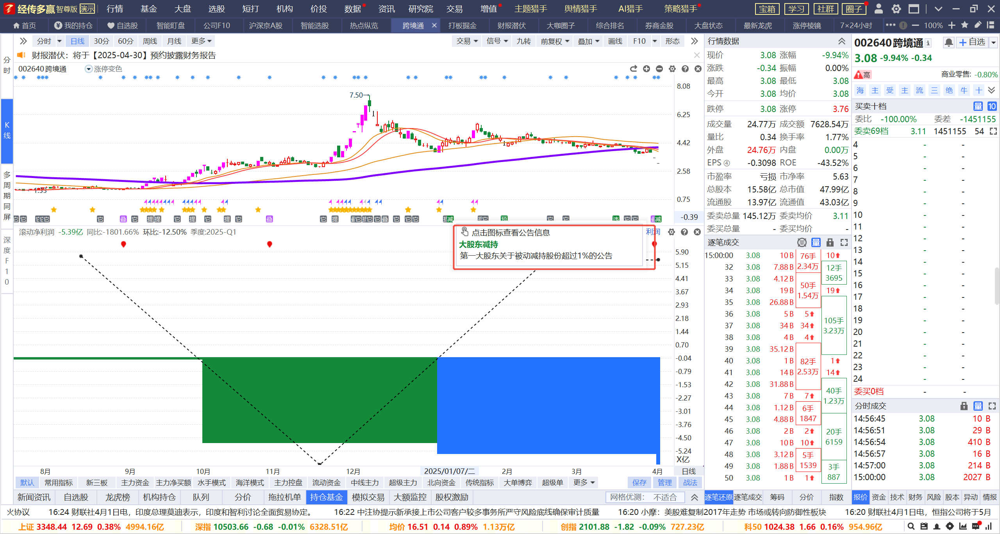 经传多赢 智尊版 演示 行情 基金 大盘 选股 短打 机构 价投 数据 资讯 研究院 交易 增值 主题猎手 舆情猎手 AI猎手 策略猎手 宝箱 学习 社群 圈子
首页 我的持仓 自选股 智能盯盘 公司F10 沪深京A股 智能选股 热点纵览 跨境通 打板掘金 财报潜伏 大咖圈子 综合排名 券商金股 大盘状态 最新龙虎 涨停棱镜 7×24小时 100%
分时 日线 30分 60分 周线 月线 更多 交易 信号 九转 前复权 叠加 画线 F10 形态
财报潜伏：将于【2025-04-30】预约披露财务报告
002640 跨境通 涨停变色
分时
K线
多周期同屏
深度F10
7.50
1.55
8.08
6.25
4.42
2.58
0.75
-0.39
滚动净利润 -5.39亿 同比:-1801.66% 环比:-12.50% 季度:2025-Q1 利润
点击图标查看公告信息
大股东减持
第一大股东关于被动减持股份超过1%的公告
5.90
5.15
4.41
3.67
2.93
2.18
1.44
0.70
-0.04
-0.79
-1.53
-2.27
-3.01
-3.76
-4.50
-5.24
X亿
8月 9月 10月 11月 12月 2025/01/07/二 2月 3月 4月 日线
默认 常用指标 新三板 主力资金 主力净买额 水手模式 海洋模式 主力控盘 流动资金 中线主力 超级主力 北向资金 传统指标 大单博弈 超级单 更多 保存 管理 战法
新闻资讯 自选股 龙虎榜 机构持仓 队列 分价 拖拉机单 持仓基金 模拟交易 大额监控 股权激励 网格优测： 不适合
行情数据
现价 3.08 涨幅 -9.94%
涨跌 -0.34 振幅 0.00%
最高 3.08 最低 3.08
今开 3.08 均价 3.08
跌停 3.08 涨停 3.76
成交量 24.77万 成交额 7628.54万
量比 0.34 换手率 1.77%
外盘 24.76万 内盘 0.00万
EPS ④ -0.3098 ROE -43.52%
市盈率 亏损 市净率 5.63
总股本 15.58亿 总市值 47.99亿
流通股 13.97亿 流通值 43.03亿
委卖总量 145.12万 委卖均价 3.11
委买总量 - 委买均价 -
逐笔成交 单 量
15:00:00 3.08 10 B
32 3.08 7.88 B
33 3.08 4.12 B
34 3.08 19 B
35 3.08 26.88 B
36 3.08 5 B
37 3.08 34 B
38 3.08 4 B
39 3.08 35.12 B
40 3.08 1 B
41 3.08 14 B
42 3.08 31.88 B
43 3.08 7 B
44 3.08 1.12 B
45 3.08 4.88 B
46 3.08 2 B
47 3.08 10 B
48 3.08 3.12 B
49 3.08 1.88 B
50 3.08 1 B
76手
2.34万
50手
1.54万
5
34
4
82手
2.53万
7
6手
1847
2
10
5手
1539
1
10
12手
3695
19
105手
3.23万
1
14
40手
1.23万
20手
6159
3手
887
逐笔还原 逐笔成交 筹码 分价 指数
002640 跨境通 自选
3.08 -9.94% -0.34
高 商业零售: -0.80%
海 主 受 主 流 三 绝 牛 十
买卖十档 量 10
委比 -100.00% 委差 -1451155
委卖69档 3.11 1451155 54
4 - -
5 - -
6 - -
7 - -
8 - -
9 - -
10 - -
11 - -
12 - -
13 - -
14 - -
15 - -
16 - -
17 - -
18 - -
19 - -
20 - -
21 - -
22 - -
23 - -
24 - -
委买0档 - -
分时成交 量
14:56:45 3.08 10 B
14:56:51 3.08 29 B
14:56:54 3.08 410 B
14:56:57 3.08 16 B
14:57:00 3.08 214 B
15:00:00 3.08 2027 B
报价 资金 技术 财务 风险 股本 异动 情报
火协议 16:24 财联社4月1日电，印度总理莫迪表示，印度和智利讨论全面贸易协定。 16:22 中注协提示新承接上市公司客户较多事务所严守风险底线确保审计质量 16:20 小摩：美股难复制2017年走势 市场或转向防御性板块 16:20 财联社4月1日电，恒指公司将于5月
上证 3348.44 12.69 0.38% 4994.16亿 深指 10503.66 -0.68 -0.01% 6328.51亿 均价 16.51 0.14 0.89% 1.13万亿 创指 2101.88 -1.82 -0.09% 727.23亿 科50 1024.38 1.66 0.16% 954.96亿